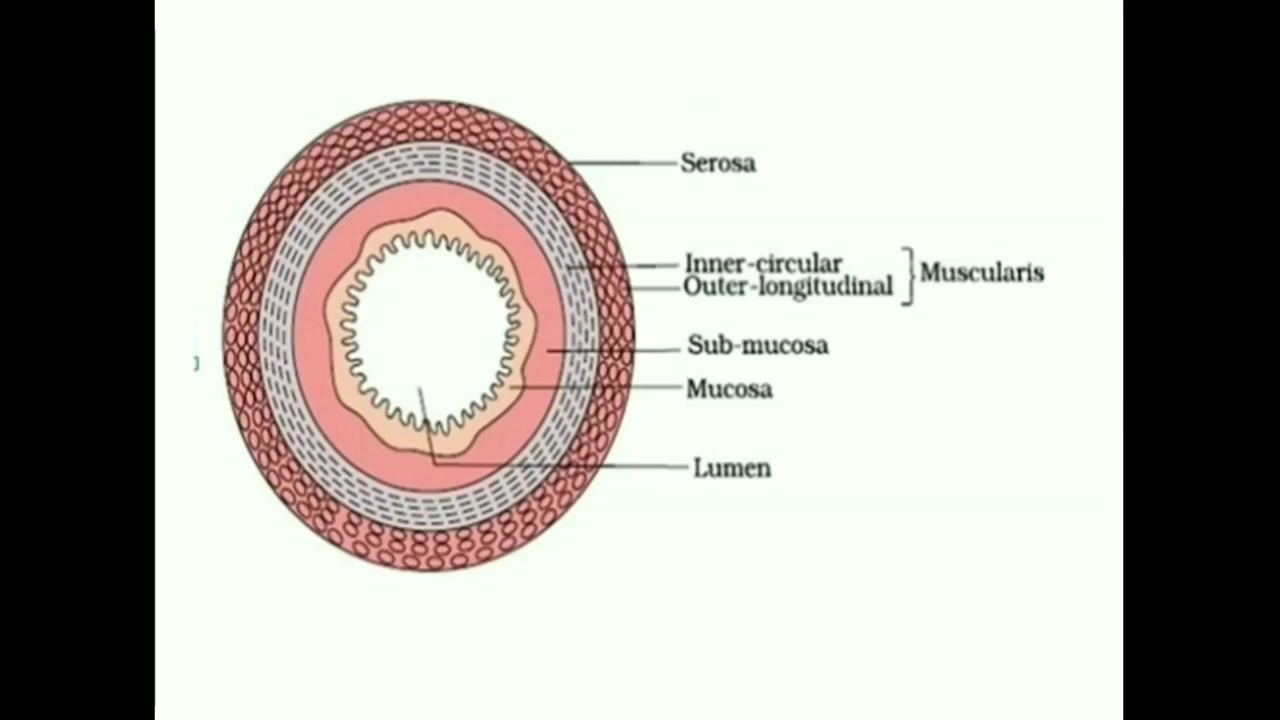 Serosa
Inner-circular
Outer-longitudinal
Muscularis
Sub-mucosa
Mucosa
Lumen